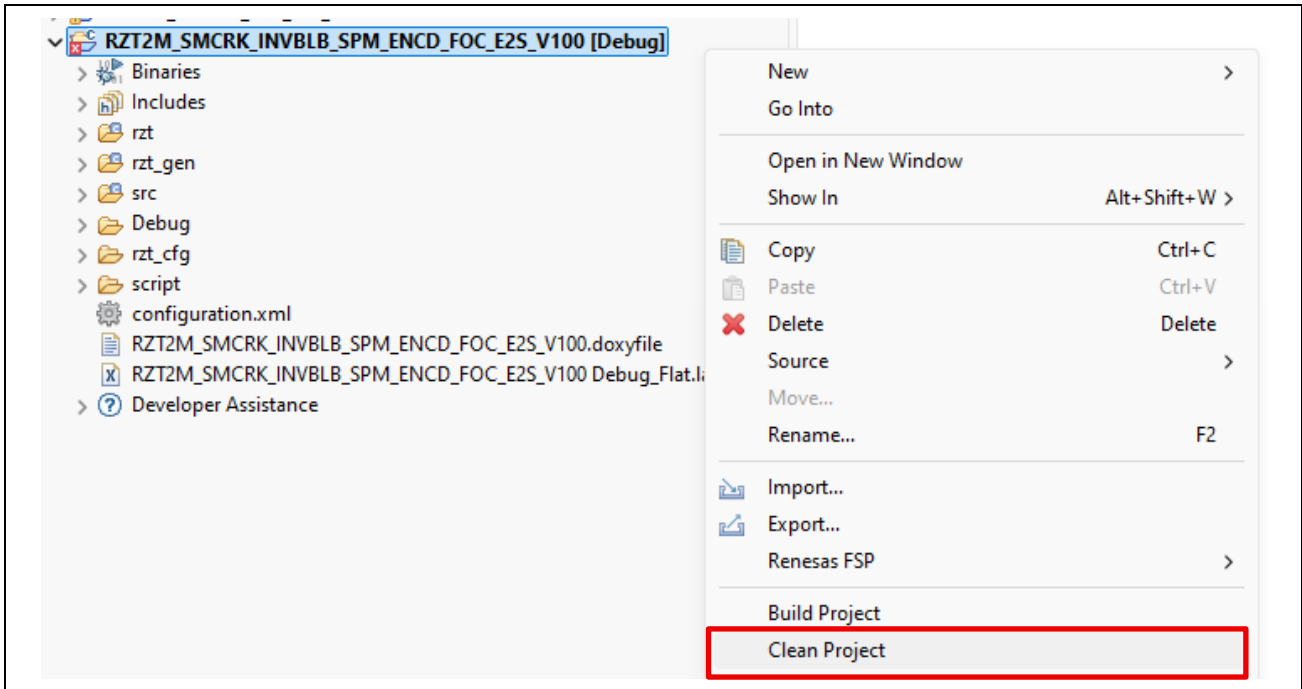 RZT2M_SMCRK_INVBLB_SPM_ENCD_FOC_E2S_V100 [Debug]
Binaries
Includes
rzt
rzt_gen
src
Debug
rzt_cfg
script
configuration.xml
RZT2M_SMCRK_INVBLB_SPM_ENCD_FOC_E2S_V100.doxyfile
RZT2M_SMCRK_INVBLB_SPM_ENCD_FOC_E2S_V100 Debug_Flat.la
Developer Assistance
New
Go Into
Open in New Window
Show In Alt+Shift+W
Copy Ctrl+C
Paste Ctrl+V
Delete Delete
Source
Move...
Rename... F2
Import...
Export...
Renesas FSP
Build Project
Clean Project